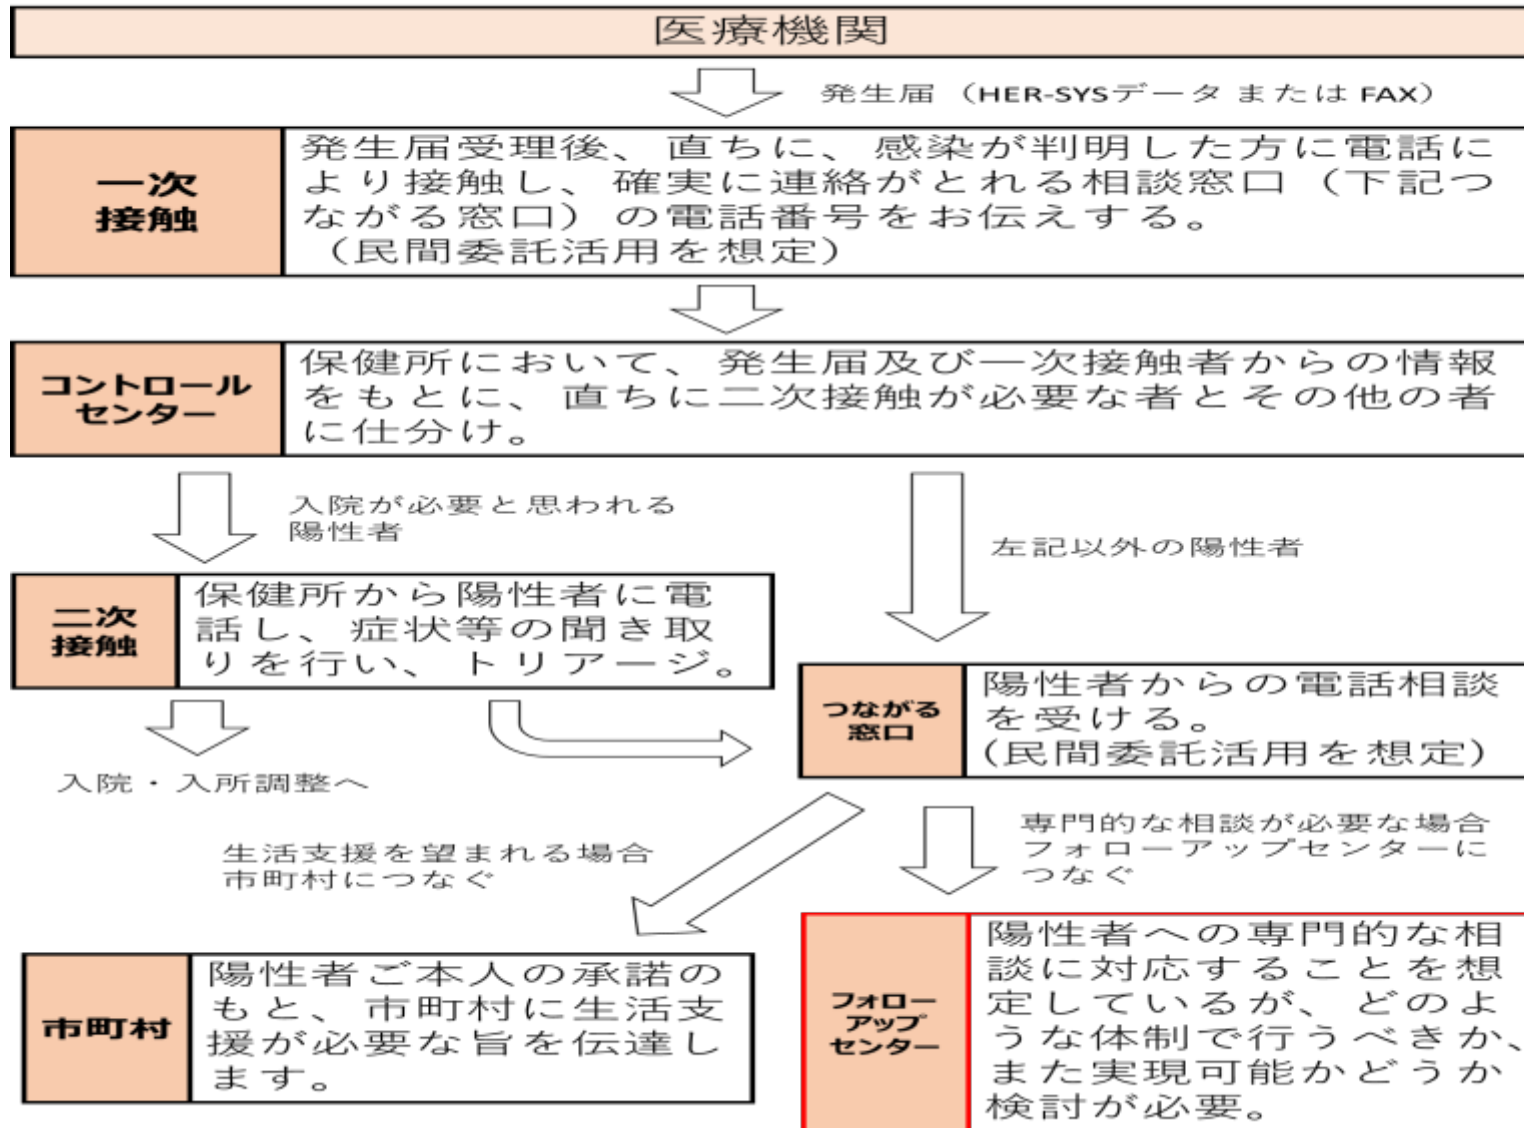 医療機関
発生届（HER-SYSデータ または FAX）
一次
接触
発生届受理後、直ちに、感染が判明した方に電話に
より接触し、確実に連絡がとれる相談窓口（下記つ
ながる窓口）の電話番号をお伝えする。
（民間委託活用を想定）
コントロール
センター
保健所において、発生届及び一次接触者からの情報
をもとに、直ちに二次接触が必要な者とその他の者
に仕分け。
入院が必要と思われる
陽性者
左記以外の陽性者
二次
接触
保健所から陽性者に電
話し、症状等の聞き取
りを行い、トリアージ。
つながる
窓口
陽性者からの電話相談
を受ける。
(民間委託活用を想定)
入院・入所調整へ
生活支援を望まれる場合
市町村につなぐ
専門的な相談が必要な場合
フォローアップセンターに
つなぐ
市町村
陽性者ご本人の承諾の
もと、市町村に生活支
援が必要な旨を伝達し
ます。
フォロー
アップ
センター
陽性者への専門的な相
談に対応することを想
定しているが、どのよ
うな体制で行うべきか、
また実現可能かどうか
検討が必要。